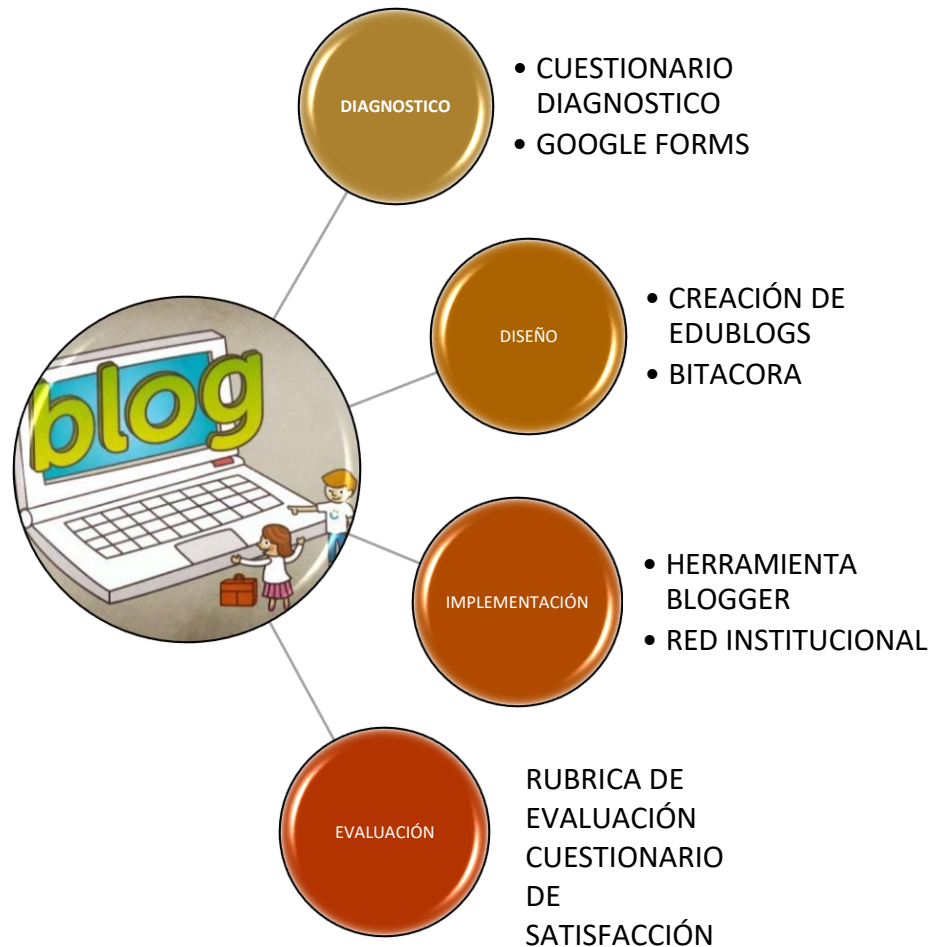 DIAGNOSTICO
• CUESTIONARIO
DIAGNOSTICO
• GOOGLE FORMS
DISEÑO
• CREACIÓN DE
EDUBLOGS
• BITACORA
blog
IMPLEMENTACIÓN
• HERRAMIENTA
BLOGGER
• RED INSTITUCIONAL
EVALUACIÓN
RUBRICA DE
EVALUACIÓN
CUESTIONARIO
DE
SATISFACCIÓN